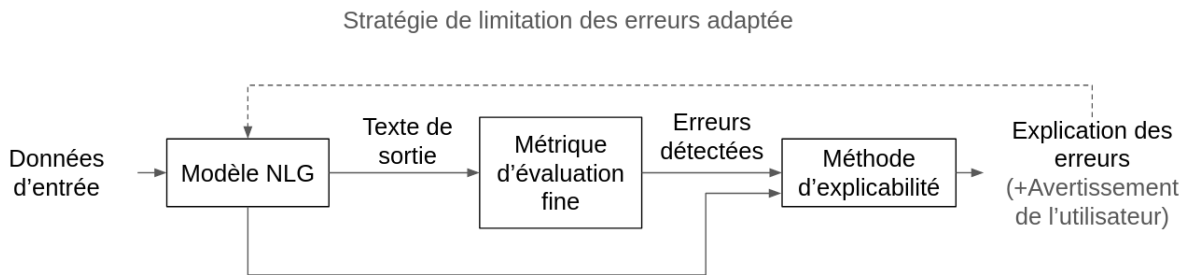 Stratégie de limitation des erreurs adaptée
Données
d'entrée
Modèle NLG
Texte de
sortie
Métrique
d'évaluation
fine
Erreurs
détectées
Méthode
d'explicabilité
Explication des
erreurs
(+Avertissement
de l'utilisateur)